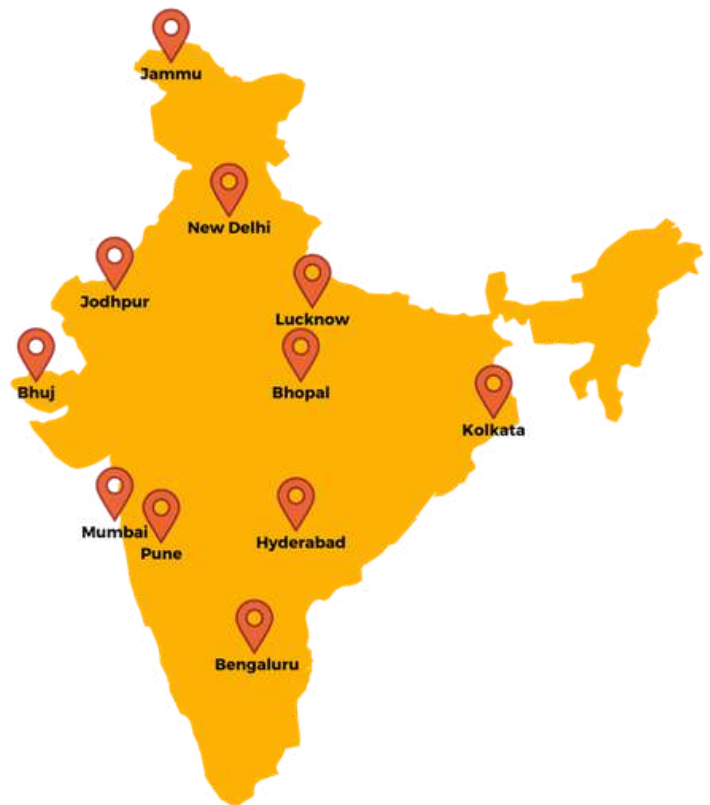 Jammu
New Delhi
Jodhpur
Lucknow
Bhuj
Bhopal
Kolkata
Mumbai
Hyderabad
Pune
Bengaluru